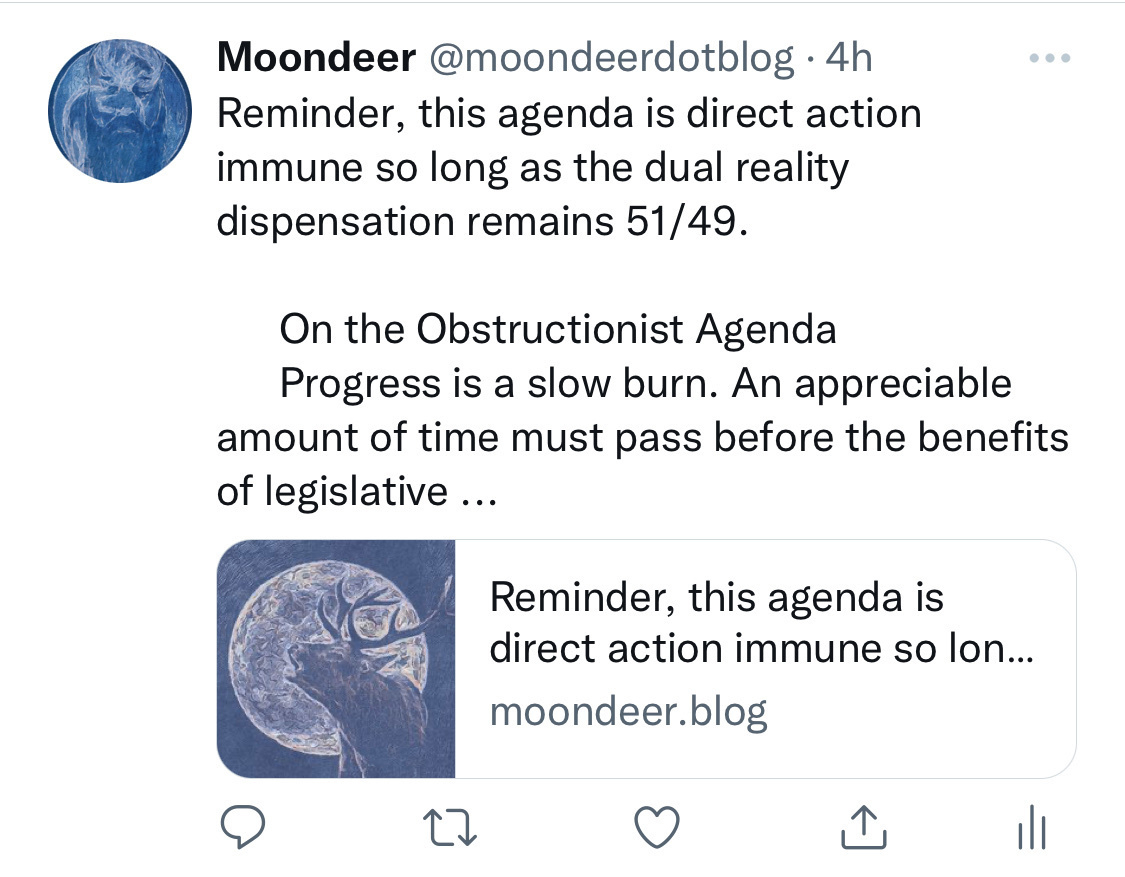 Moondeer @moondeerdotblog · 4h
Reminder, this agenda is direct action
immune so long as the dual reality
dispensation remains 51/49.
On the Obstructionist Agenda
Progress is a slow burn. An appreciable
amount of time must pass before the benefits
of legislative ...
Reminder, this agenda is
direct action immune so lon...
moondeer.blog